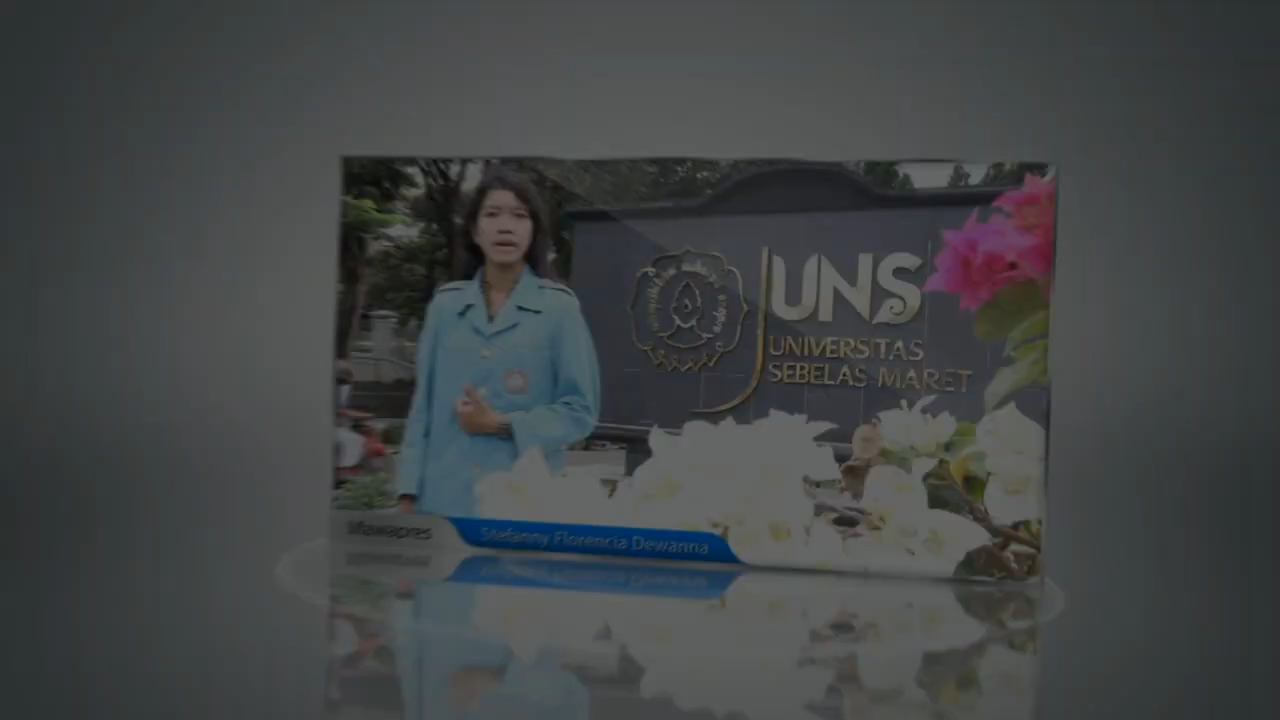 UNS
UNIVERSITAS
SEBELAS MARET
Mawapres
Stefanny Florencia Dewanna